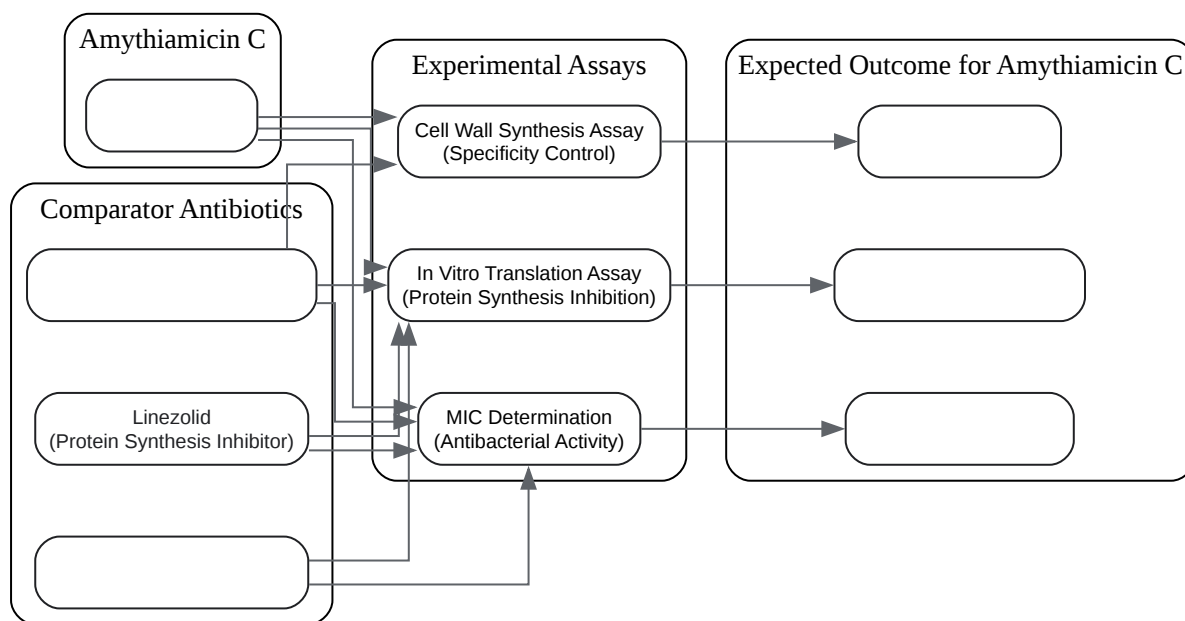 Amythiamicin C
Experimental Assays
Expected Outcome for Amythiamicin C
Cell Wall Synthesis Assay
(Specificity Control)
Comparator Antibiotics
In Vitro Translation Assay
(Protein Synthesis Inhibition)
Linezolid
(Protein Synthesis Inhibitor)
MIC Determination
(Antibacterial Activity)